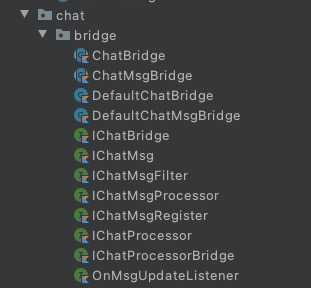 chat
bridge
ChatBridge
ChatMsgBridge
DefaultChatBridge
DefaultChatMsgBridge
IChatBridge
IChatMsg
IChatMsgFilter
IChatMsgProcessor
IChatMsgRegister
IChatProcessor
IChatProcessorBridge
OnMsgUpdateListener